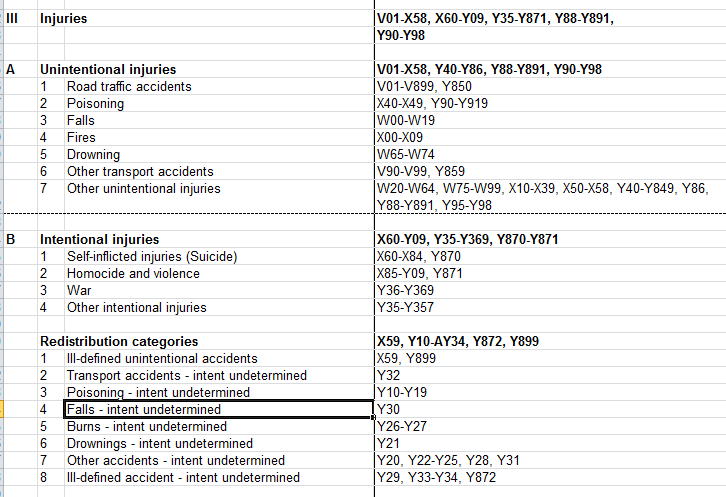 III Injuries V01-X58, X60-Y09, Y35-Y871, Y88-Y891,
Y90-Y98
A Unintentional injuries V01-X58, Y40-Y86, Y88-Y891, Y90-Y98
1 Road traffic accidents V01-V899, Y850
2 Poisoning X40-X49, Y90-Y919
3 Falls W00-W19
4 Fires X00-X09
5 Drowning W65-W74
6 Other transport accidents V90-V99, Y859
7 Other unintentional injuries W20-W64, W75-W99, X10-X39, X50-X58, Y40-Y849, Y86,
Y88-Y891, Y95-Y98
B Intentional injuries X60-Y09, Y35-Y369, Y870-Y871
1 Self-inflicted injuries (Suicide) X60-X84, Y870
2 Homocide and violence X85-Y09, Y871
3 War Y36-Y369
4 Other intentional injuries Y35-Y357
Redistribution categories X59, Y10-AY34, Y872, Y899
1 Ill-defined unintentional accidents X59, Y899
2 Transport accidents - intent undetermined Y32
3 Poisoning - intent undetermined Y10-Y19
4 Falls - intent undetermined Y30
5 Burns - intent undetermined Y26-Y27
6 Drownings - intent undetermined Y21
7 Other accidents - intent undetermined Y20, Y22-Y25, Y28, Y31
8 Ill-defined accident - intent undetermined Y29, Y33-Y34, Y872